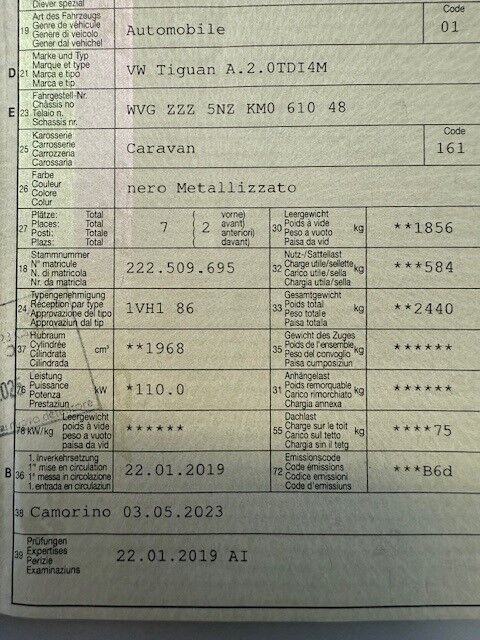 Divier spezial
19 Art des Fahrzeugs
Genre de véhicule
Genere di veicolo
Gener dal vehichel
Automobile
Code
01
D 21 Marke und Typ
Marque et type
Marca e tipo
Marca e tip
VW Tiguan A.2.0TDI4M
E 23 Fahrgestell-Nr.
Châssis no
Telaio n.
Schassis nr.
WVG ZZZ 5NZ KM0 610 48
25 Karosserie
Carrosserie
Carrozzeria
Carossaria
Caravan
Code
161
26 Farbe
Couleur
Colore
Colur
nero Metallizzato
27 Plätze: Total
Places: Total
Posti: Totale
Plazs: Total
7 ( 2 vorne)
avant)
anteriori)
davant)
30 Leergewicht
Poids à vide
Peso a vuoto
Paisa da vid
kg
**1856
18 Stammnummer
N° matricule
N. di matricola
Nr. da matricla
222.509.695
32 Nutz-/Sattellast
Charge utile/sellette
Carico utile/sella
Chargia utila/sella
kg
***584
24 Typengenehmigung
Réception par type
Approvazione del tipo
Approvaziun dal tip
1VH1 86
33 Gesamtgewicht
Poids total
Peso totale
Paisa totala
kg
**2440
37 Hubraum
Cylindrée
Cilindrata
Cilindrada
cm³
**1968
35 Gewicht des Zuges
Poids de l'ensemble
Peso del convoglio
Paisa cumposiziun
kg
******
76 Leistung
Puissance
Potenza
Prestaziun
kW
*110.0
31 Anhängelast
Poids remorquable
Carico rimorchiato
Chargia annexa
kg
******
78 kW/kg Leergewicht
poids à vide
peso a vuoto
paisa da vid
******
55 Dachlast
Charge sur le toit
Carico sul tetto
Chargia sin il tetg
kg
****75
B 36 1. Inverkehrsetzung
1re mise en circulation
1a messa in circolazione
1. entrada en circulaziun
22.01.2019
72 Emissionscode
Code émissions
Codice emissioni
Code d'emissiuns
***B6d
38 Camorino 03.05.2023
39 Prüfungen
Expertises
Perizie
Examinaziuns
22.01.2019 AI